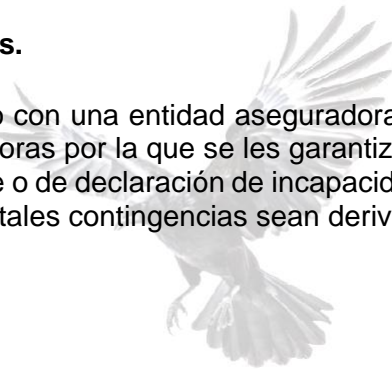 s.
o con una entidad aseguradora
oras por la que se les garantiz
e o de declaración de incapacid
tales contingencias sean deriv